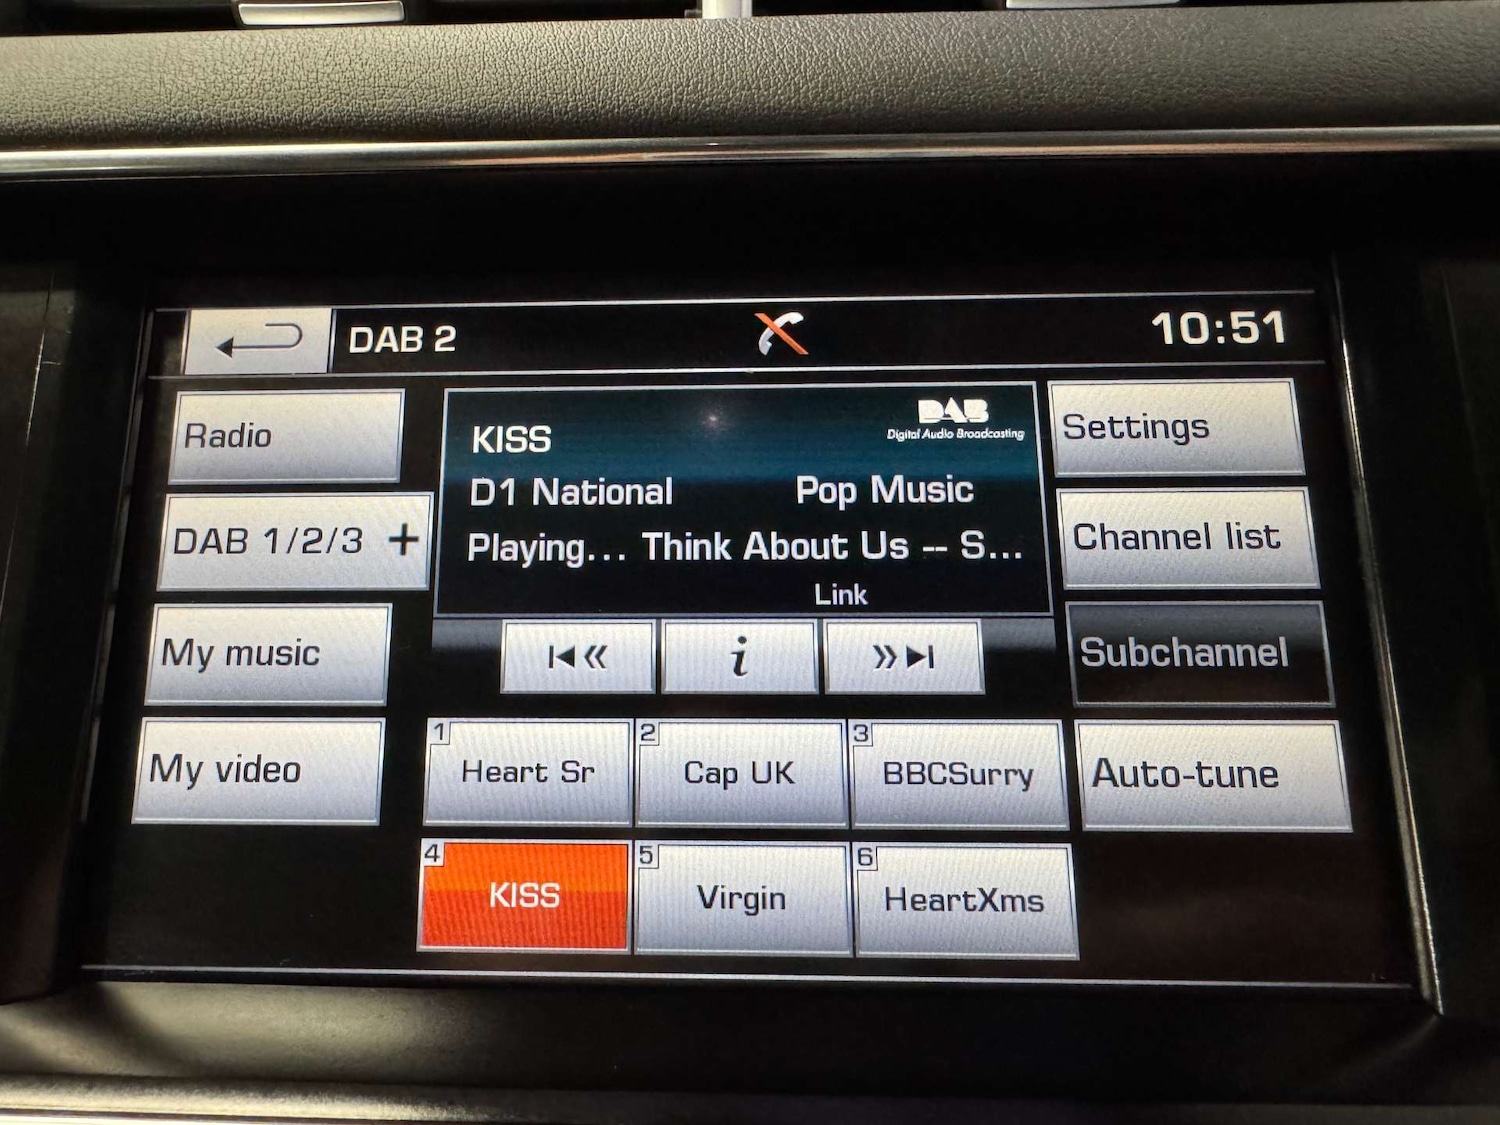 DAB 2
10:51
Radio
DAB 1/2/3 +
My music
My video
KISS
DAB
Digital Audio Broadcasting
D1 National Pop Music
Playing... Think About Us -- S...
Link
i
Settings
Channel list
Subchannel
Auto-tune
1 Heart Sr
2 Cap UK
3 BBCSurry
4 KISS
5 Virgin
6 HeartXms